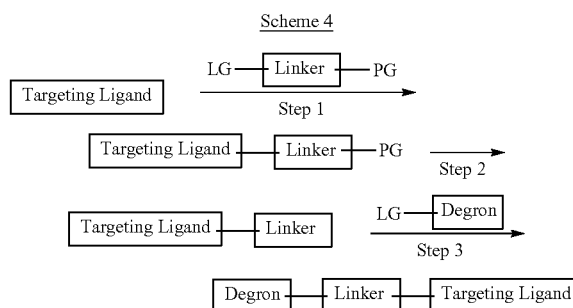 Scheme 4
LG Linker PG
Targeting Ligand
Step 1
Targeting Ligand Linker PG
Step 2
LG Degron
Targeting Ligand Linker
Step 3
Degron Linker Targeting Ligand